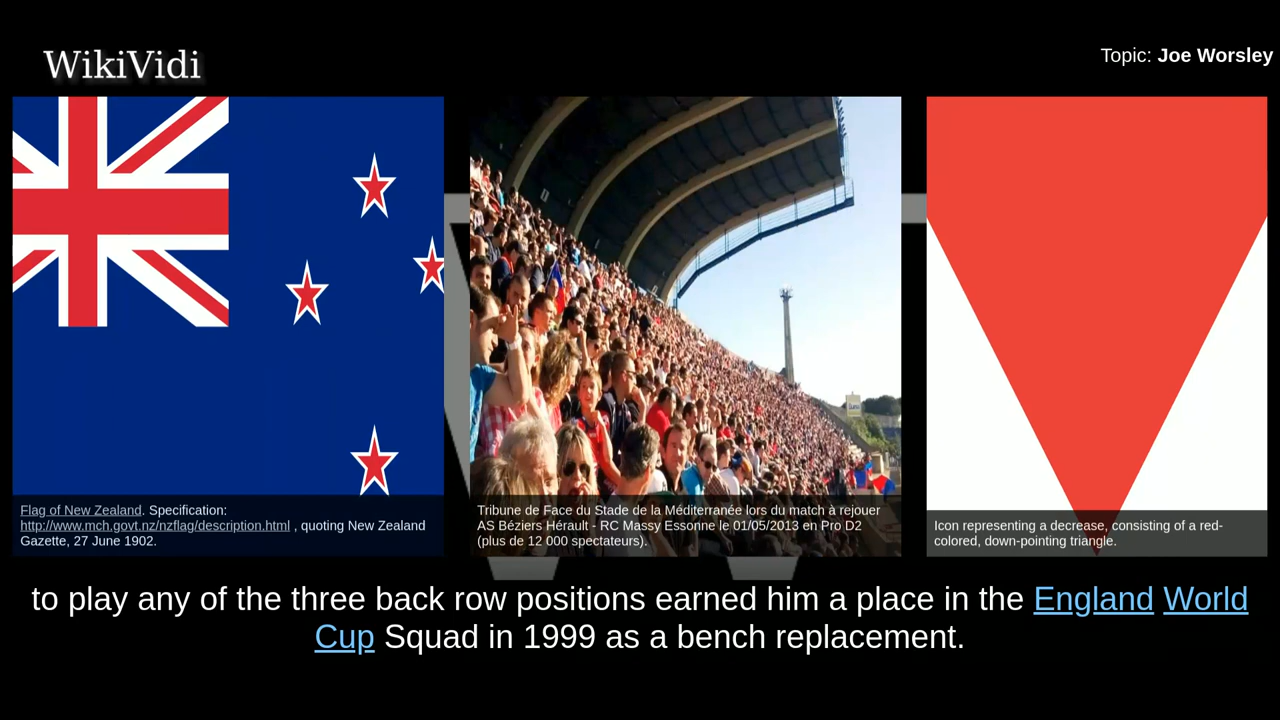 WikiVidi
Topic: Joe Worsley
Flag of New Zealand. Specification:
http://www.mch.govt.nz/nzflag/description.html , quoting New Zealand
Gazette, 27 June 1902.
Tribune de Face du Stade de la Méditerranée lors du match à rejouer
AS Béziers Hérault - RC Massy Essonne le 01/05/2013 en Pro D2
(plus de 12 000 spectateurs).
Icon representing a decrease, consisting of a red-
colored, down-pointing triangle.
to play any of the three back row positions earned him a place in the England World
Cup Squad in 1999 as a bench replacement.